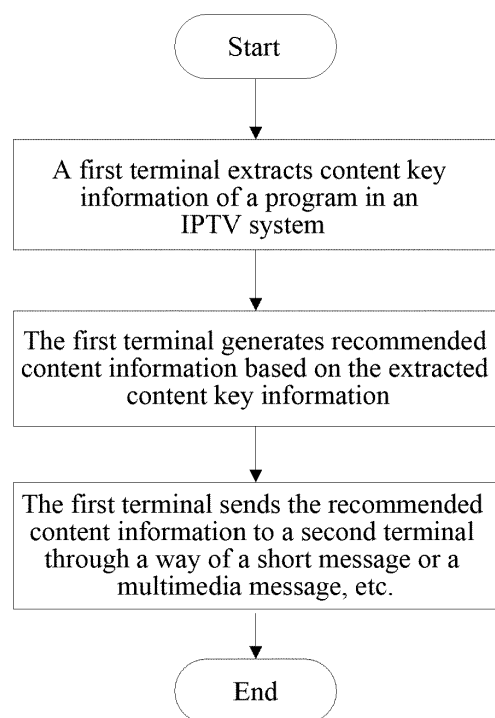 Start
A first terminal extracts content key
information of a program in an
IPTV system
The first terminal generates recommended
content information based on the extracted
content key information
The first terminal sends the recommended
content information to a second terminal
through a way of a short message or a
multimedia message, etc.
End